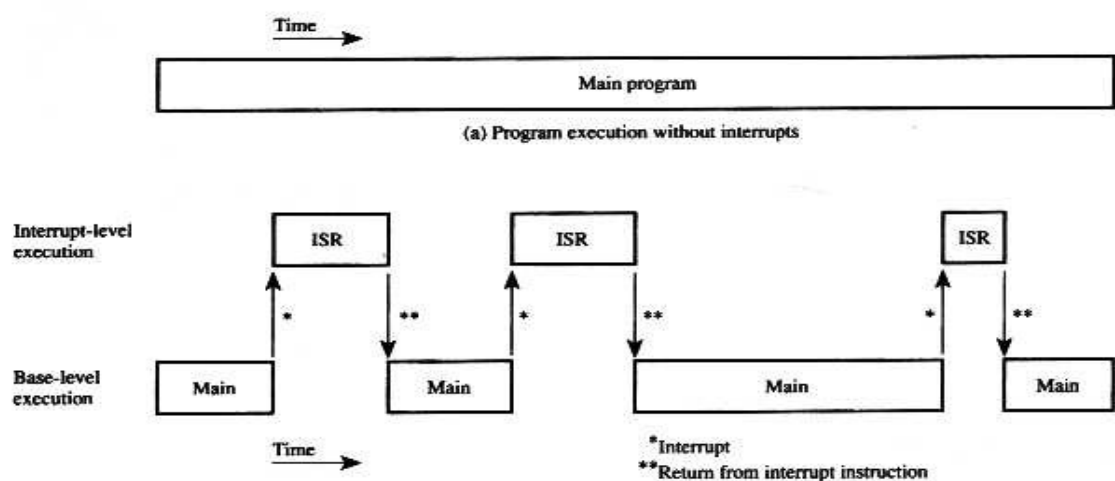 Time
Main program
(a) Program execution without interrupts
Interrupt-level
execution
ISR
ISR
ISR
*
**
*
**
*
**
Base-level
execution
Main
Main
Main
Main
Time
*Interrupt
**Return from interrupt instruction